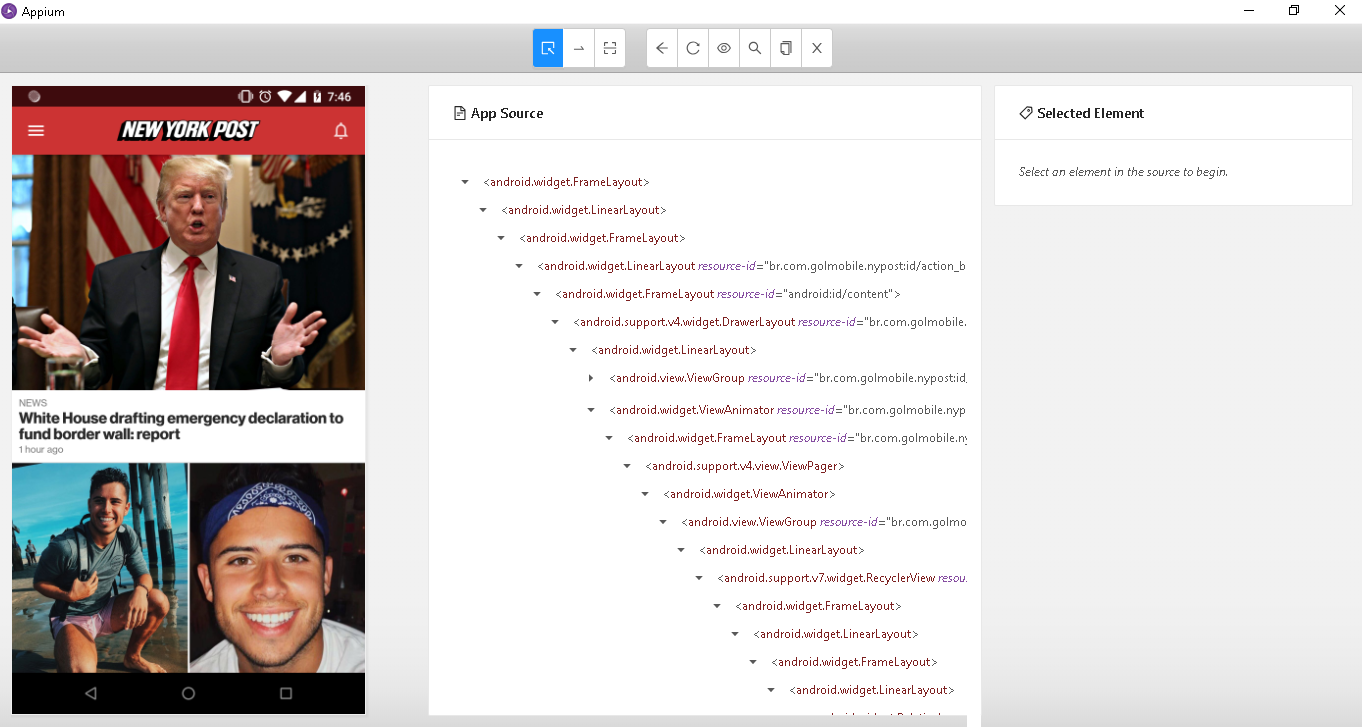 Appium
7:46
NEW YORK POST
NEWS
White House drafting emergency declaration to
fund border wall: report
1 hour ago
App Source
<android.widget.FrameLayout>
<android.widget.LinearLayout>
<android.widget.FrameLayout>
<android.widget.LinearLayout resource-id="br.com.golmobile.nypost:id/action_b
<android.widget.FrameLayout resource-id="android:id/content">
<android.support.v4.widget.DrawerLayout resource-id="br.com.golmobile.
<android.widget.LinearLayout>
<android.view.ViewGroup resource-id="br.com.golmobile.nypost:id
<android.widget.ViewAnimator resource-id="br.com.golmobile.nyp
<android.widget.FrameLayout resource-id="br.com.golmobile.ny
<android.support.v4.view.ViewPager>
<android.widget.ViewAnimator>
<android.view.ViewGroup resource-id="br.com.golmo
<android.widget.LinearLayout>
<android.support.v7.widget.RecyclerView resou
<android.widget.FrameLayout>
<android.widget.LinearLayout>
<android.widget.FrameLayout>
<android.widget.LinearLayout>
Selected Element
Select an element in the source to begin.